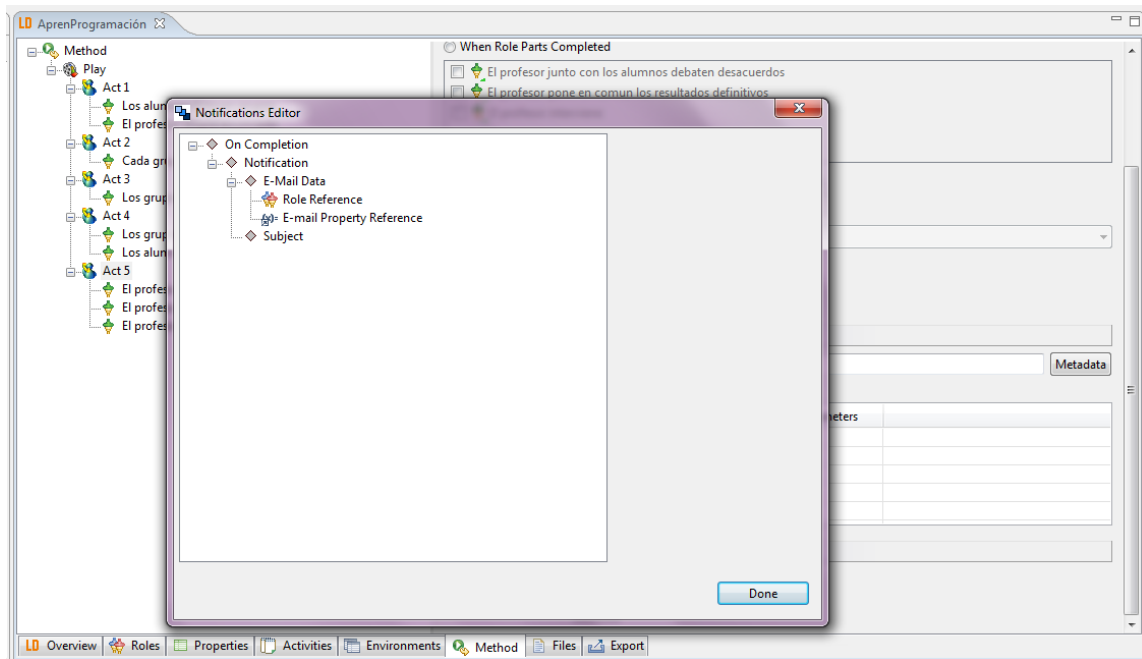 LD AprenProgramación
Method
Play
Act 1
Los alun
El profes
Act 2
Cada gr
Act 3
Los grup
Act 4
Los grup
Los alun
Act 5
El profes
El profes
El profes
When Role Parts Completed
El profesor junto con los alumnos debaten desacuerdos
El profesor pone en comun los resultados definitivos
Notifications Editor
On Completion
Notification
E-Mail Data
Role Reference
E-mail Property Reference
Subject
Done
Metadata
meters
LD Overview Roles Properties Activities Environments Method Files Export